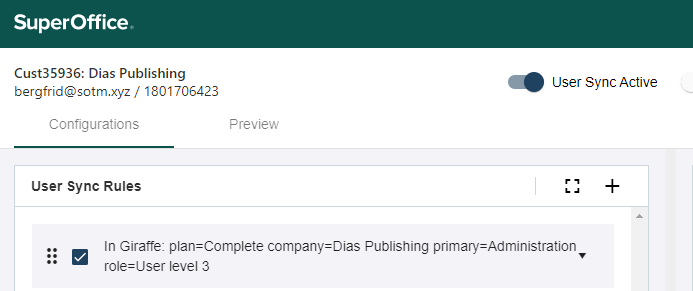 SuperOffice.
Cust35936: Dias Publishing
bergfrid@sotm.xyz / 1801706423
User Sync Active
Configurations
Preview
User Sync Rules
In Giraffe: plan=Complete company=Dias Publishing primary=Administration
role=User level 3